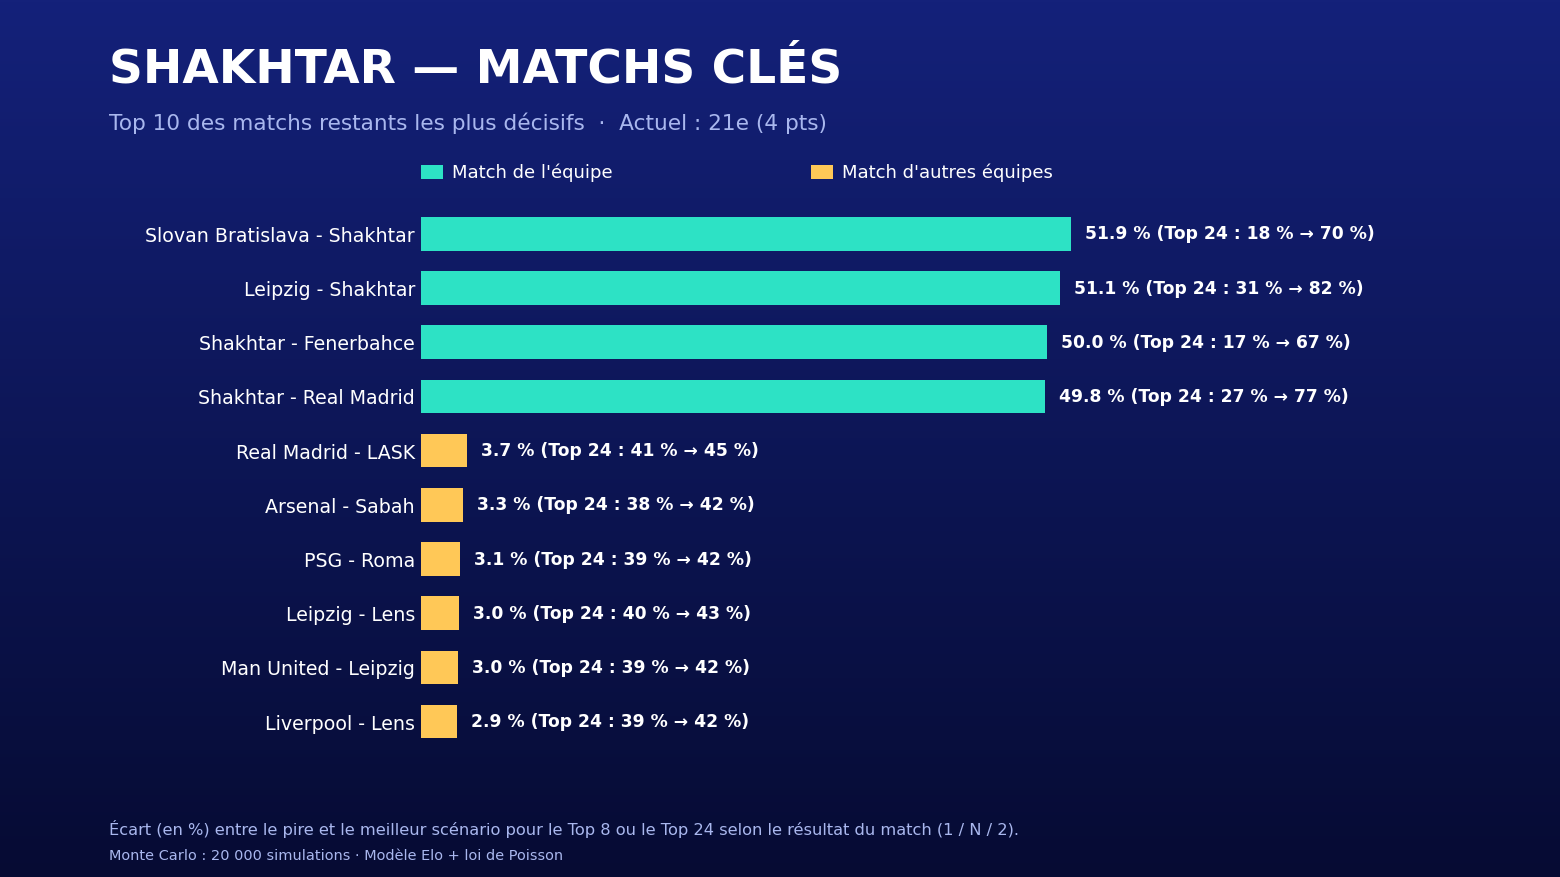 SHAKHTAR — MATCHS CLÉS
Top 10 des matchs restants les plus décisifs · Actuel : 21e (4 pts)
Match de l'équipe
Match d'autres équipes
Slovan Bratislava - Shakhtar 51.9 % (Top 24 : 18 % → 70 %)
Leipzig - Shakhtar 51.1 % (Top 24 : 31 % → 82 %)
Shakhtar - Fenerbahce 50.0 % (Top 24 : 17 % → 67 %)
Shakhtar - Real Madrid 49.8 % (Top 24 : 27 % → 77 %)
Real Madrid - LASK 3.7 % (Top 24 : 41 % → 45 %)
Arsenal - Sabah 3.3 % (Top 24 : 38 % → 42 %)
PSG - Roma 3.1 % (Top 24 : 39 % → 42 %)
Leipzig - Lens 3.0 % (Top 24 : 40 % → 43 %)
Man United - Leipzig 3.0 % (Top 24 : 39 % → 42 %)
Liverpool - Lens 2.9 % (Top 24 : 39 % → 42 %)
Écart (en %) entre le pire et le meilleur scénario pour le Top 8 ou le Top 24 selon le résultat du match (1 / N / 2).
Monte Carlo : 20 000 simulations · Modèle Elo + loi de Poisson